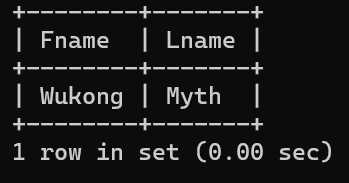 +--------+-------+
| Fname  | Lname |
+--------+-------+
| Wukong | Myth  |
+--------+-------+
1 row in set (0.00 sec)